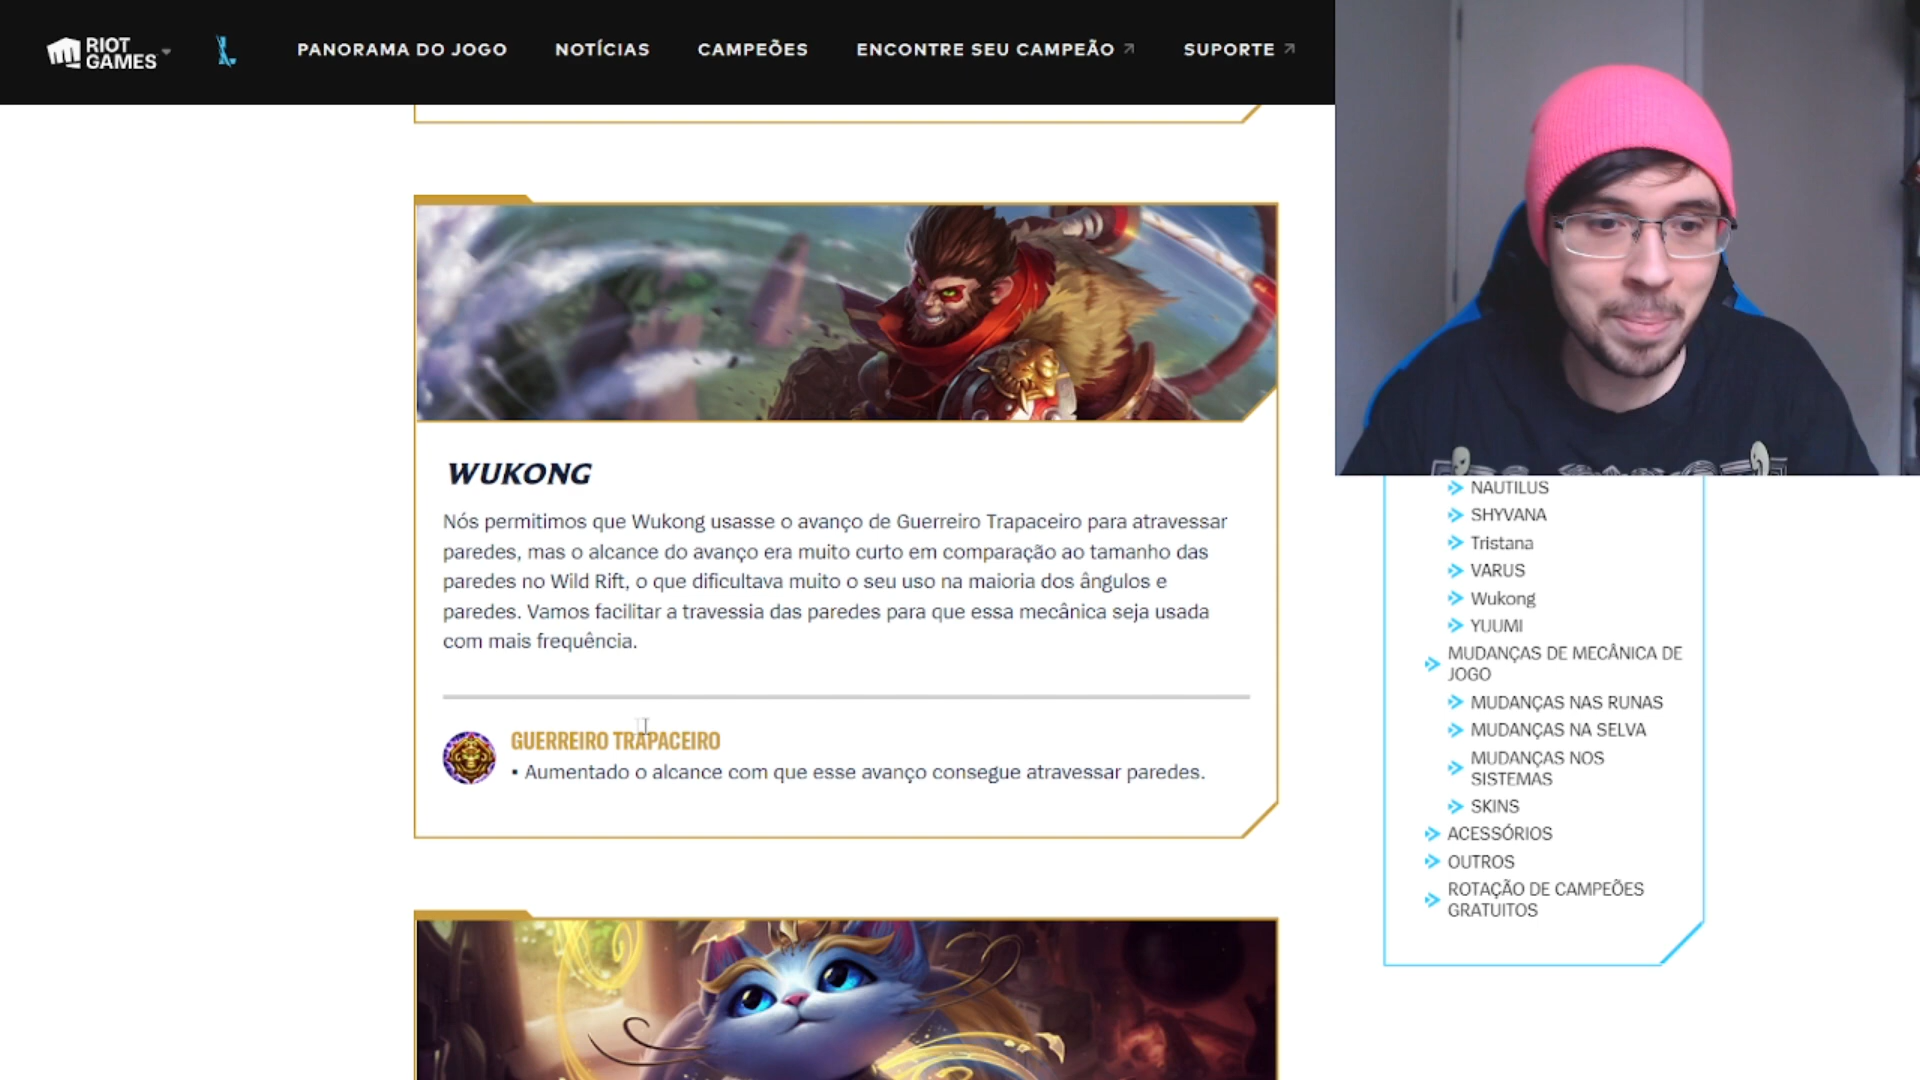 RIOT
GAMES
PANORAMA DO JOGO
NOTÍCIAS
CAMPEÕES
ENCONTRE SEU CAMPEÃO
SUPORTE
WUKONG
Nós permitimos que Wukong usasse o avanço de Guerreiro Trapaceiro para atravessar
paredes, mas o alcance do avanço era muito curto em comparação ao tamanho das
paredes no Wild Rift, o que dificultava muito o seu uso na maioria dos ângulos e
paredes. Vamos facilitar a travessia das paredes para que essa mecânica seja usada
com mais frequência.
GUERREIRO TRAPACEIRO
• Aumentado o alcance com que esse avanço consegue atravessar paredes.
NAUTILUS
SHYVANA
Tristana
VARUS
Wukong
YUUMI
MUDANÇAS DE MECÂNICA DE
JOGO
MUDANÇAS NAS RUNAS
MUDANÇAS NA SELVA
MUDANÇAS NOS
SISTEMAS
SKINS
ACESSÓRIOS
OUTROS
ROTAÇÃO DE CAMPEÕES
GRATUITOS